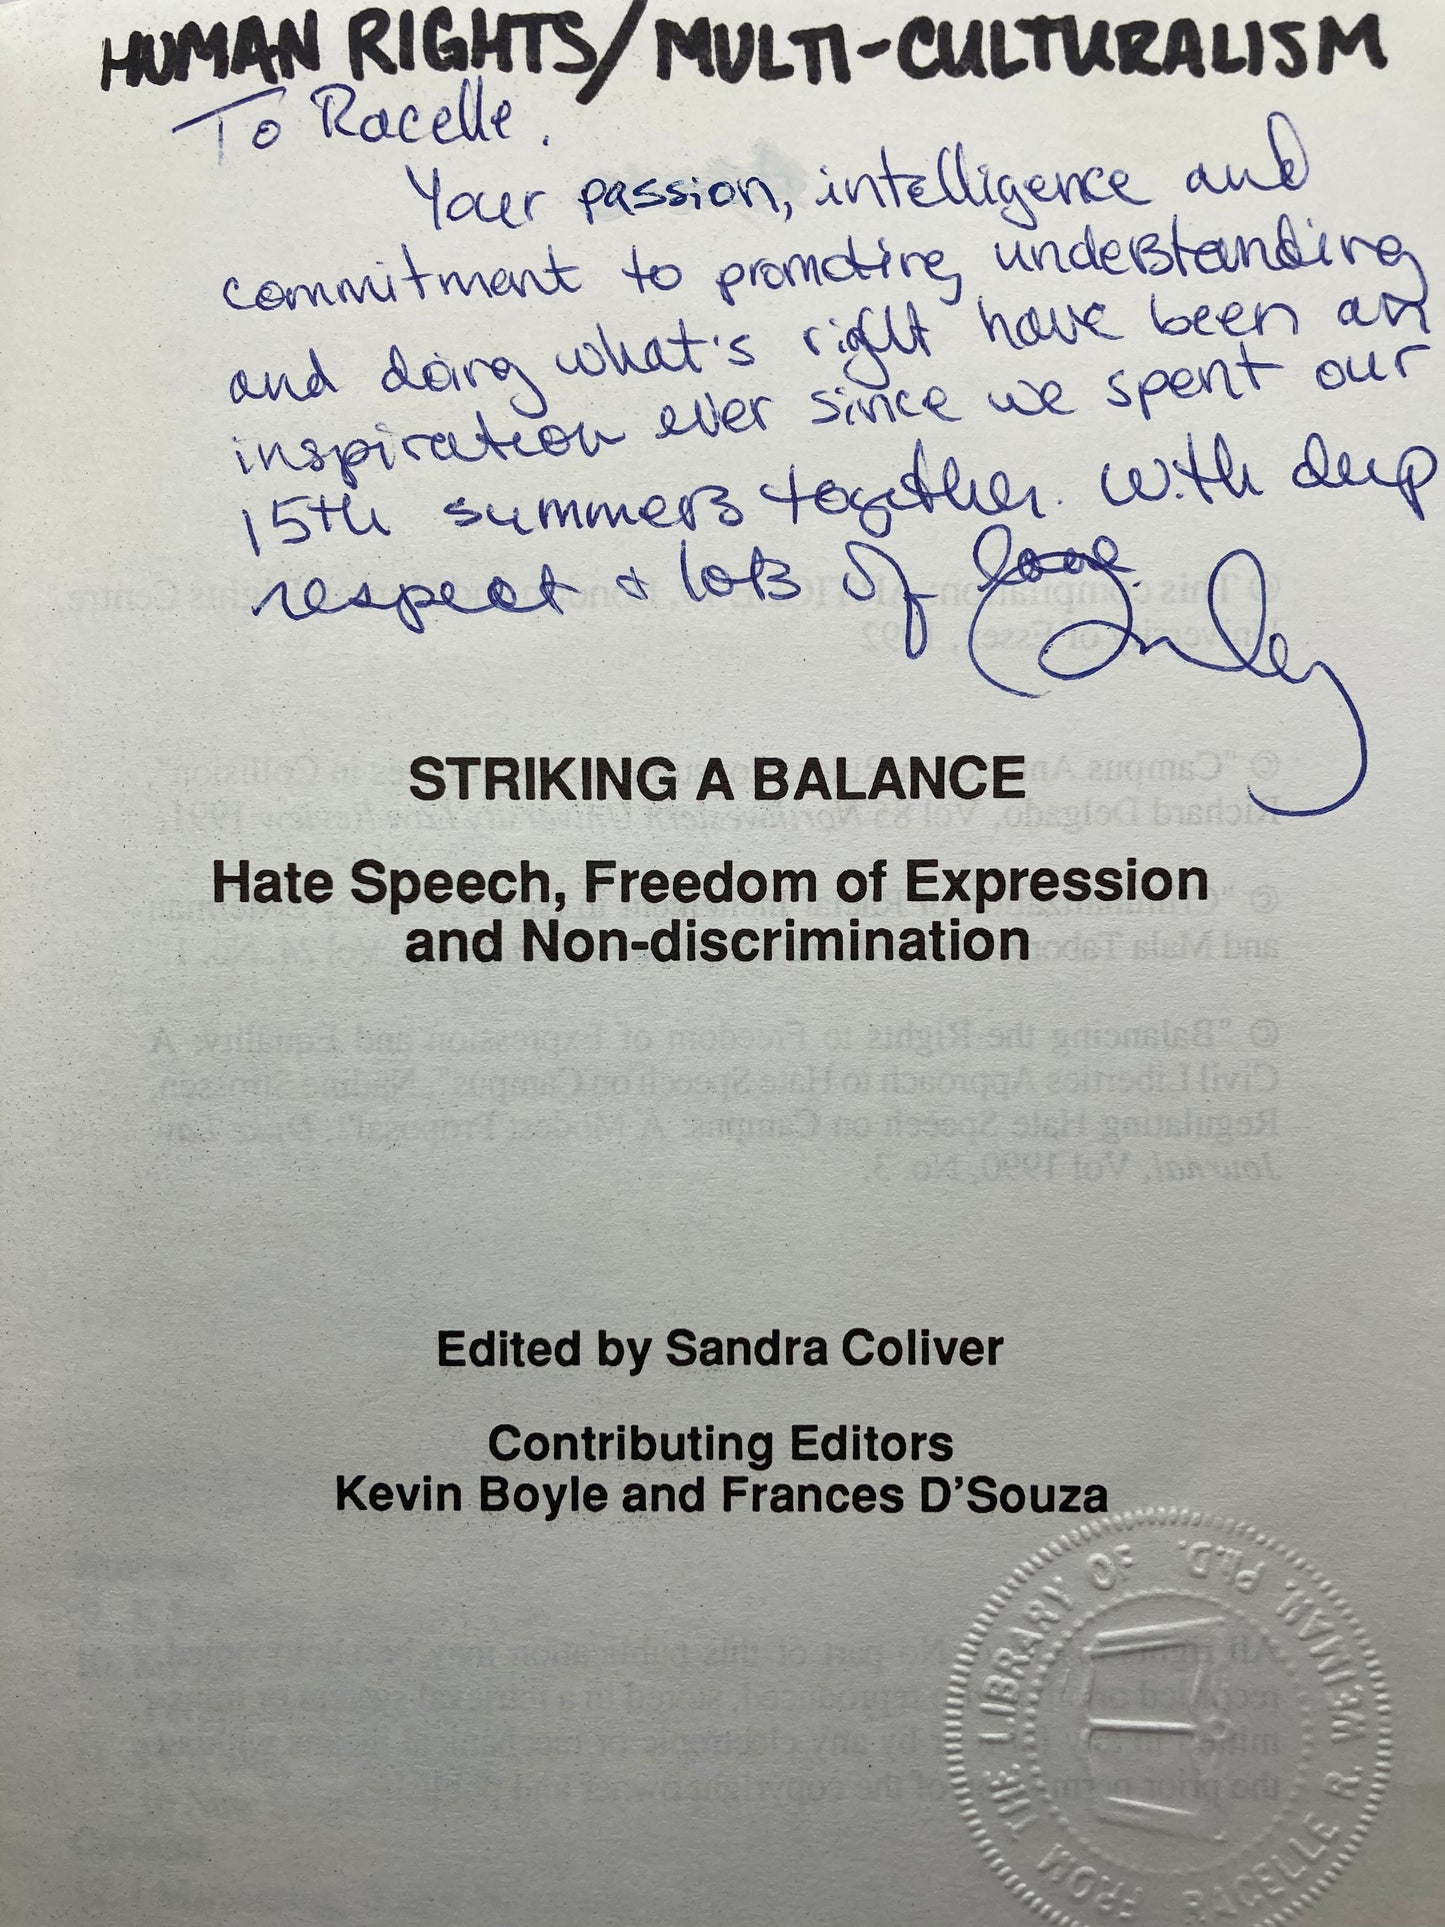 HUMAN RIGHTS/MULTI-CULTURALISM
To Racelle.
Your passion, intelligence and
commitment to promoting understanding
and doing what's right have been an
inspiration ever since we spent our
15th summers together. With deep
respect + lots of love.
STRIKING A BALANCE
Hate Speech, Freedom of Expression
and Non-discrimination
Edited by Sandra Coliver
Contributing Editors
Kevin Boyle and Frances D'Souza
FROM THE LIBRARY OF
RACELLE R. WEIMAN, Ph.D.